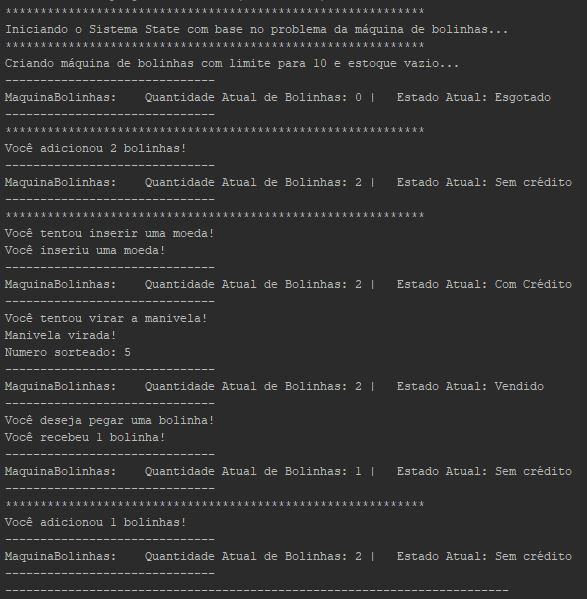 ************************************************************
Iniciando o Sistema State com base no problema da máquina de bolinhas...
************************************************************
Criando máquina de bolinhas com limite para 10 e estoque vazio...
------------------------------
MaquinaBolinhas:    Quantidade Atual de Bolinhas: 0 |   Estado Atual: Esgotado
------------------------------
************************************************************
Você adicionou 2 bolinhas!
------------------------------
MaquinaBolinhas:    Quantidade Atual de Bolinhas: 2 |   Estado Atual: Sem crédito
------------------------------
************************************************************
Você tentou inserir uma moeda!
Você inseriu uma moeda!
------------------------------
MaquinaBolinhas:    Quantidade Atual de Bolinhas: 2 |   Estado Atual: Com Crédito
------------------------------
Você tentou virar a manivela!
Manivela virada!
Numero sorteado: 5
------------------------------
MaquinaBolinhas:    Quantidade Atual de Bolinhas: 2 |   Estado Atual: Vendido
------------------------------
Você deseja pegar uma bolinha!
Você recebeu 1 bolinha!
------------------------------
MaquinaBolinhas:    Quantidade Atual de Bolinhas: 1 |   Estado Atual: Sem crédito
------------------------------
************************************************************
Você adicionou 1 bolinhas!
------------------------------
MaquinaBolinhas:    Quantidade Atual de Bolinhas: 2 |   Estado Atual: Sem crédito
------------------------------
------------------------------------------------------------------------